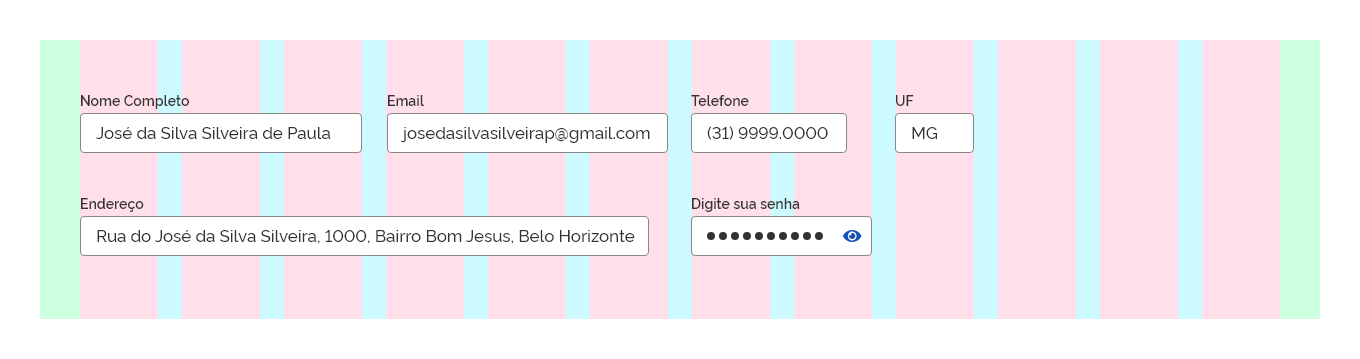 Nome Completo Email Telefone UF
José da Silva Silveira de Paula josedasilvasilveirap@gmail.com (31) 9999.0000 MG
Endereço Digite sua senha
Rua do José da Silva Silveira, 1000, Bairro Bom Jesus, Belo Horizonte ●●●●●●●●●●